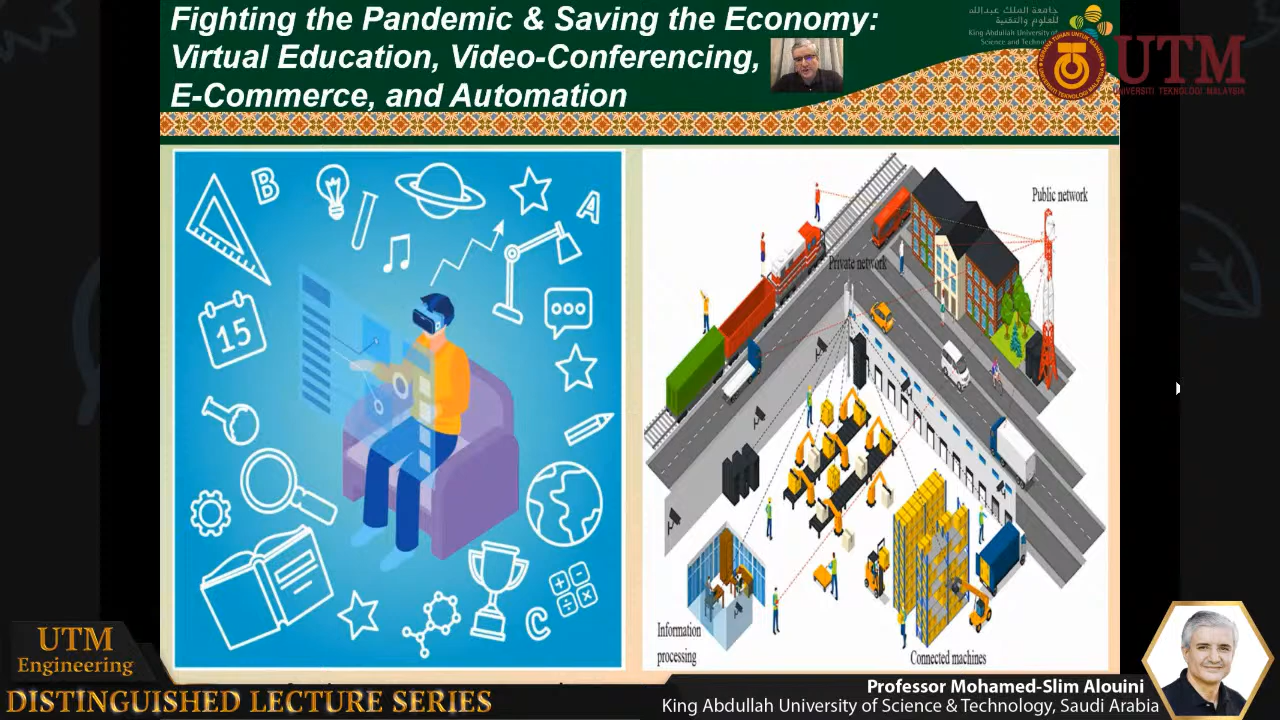 Fighting the Pandemic & Saving the Economy:
Virtual Education, Video-Conferencing,
E-Commerce, and Automation
جامعة الملك عبدالله
للعلوم والتقنية
King Abdullah University of
Science and Technology
UTM
UNIVERSITI TEKNOLOGI MALAYSIA
B
A
15
C
Public network
Private network
Information
processing
Connected machines
UTM
Engineering
DISTINGUISHED LECTURE SERIES
Professor Mohamed-Slim Alouini
King Abdullah University of Science & Technology, Saudi Arabia